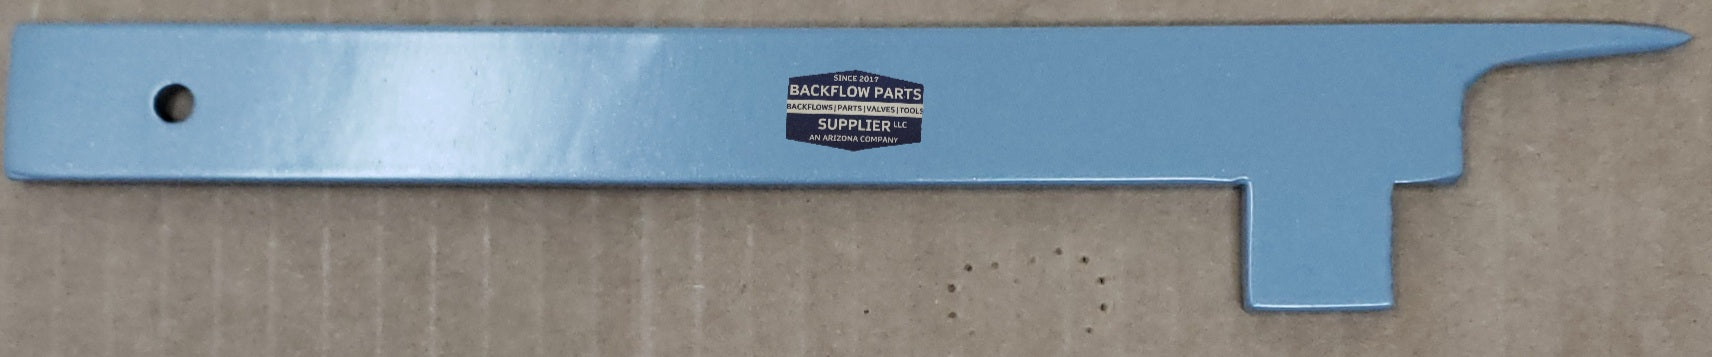 SINCE 2017
BACKFLOW PARTS
BACKFLOWS|PARTS|VALVES|TOOLS
SUPPLIER LLC
AN ARIZONA COMPANY